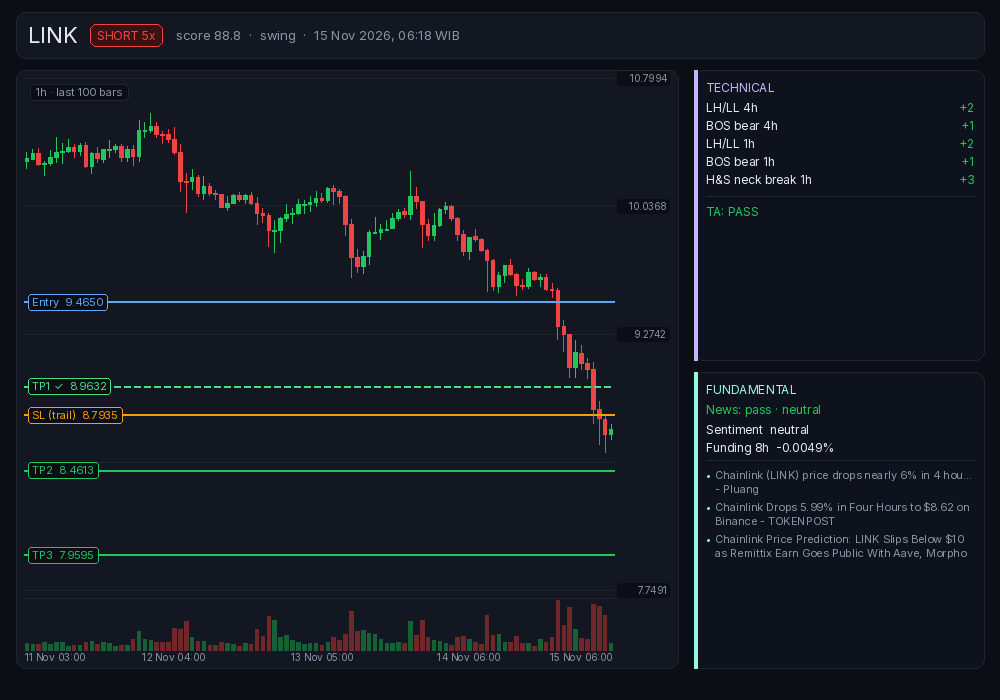 LINK SHORT 5x score 88.8 · swing · 15 Nov 2026, 06:18 WIB
1h · last 100 bars
10.7994
10.0368
Entry 9.4650
9.2742
TP1 ✓ 8.9632
SL (trail) 8.7935
TP2 8.4613
TP3 7.9595
7.7491
11 Nov 03:00 12 Nov 04:00 13 Nov 05:00 14 Nov 06:00 15 Nov 06:00
TECHNICAL
LH/LL 4h +2
BOS bear 4h +1
LH/LL 1h +2
BOS bear 1h +1
H&S neck break 1h +3
TA: PASS
FUNDAMENTAL
News: pass · neutral
Sentiment neutral
Funding 8h -0.0049%
• Chainlink (LINK) price drops nearly 6% in 4 hou...
- Pluang
• Chainlink Drops 5.99% in Four Hours to $8.62 on
Binance - TOKENPOST
• Chainlink Price Prediction: LINK Slips Below $10
as Remittix Earn Goes Public With Aave, Morpho